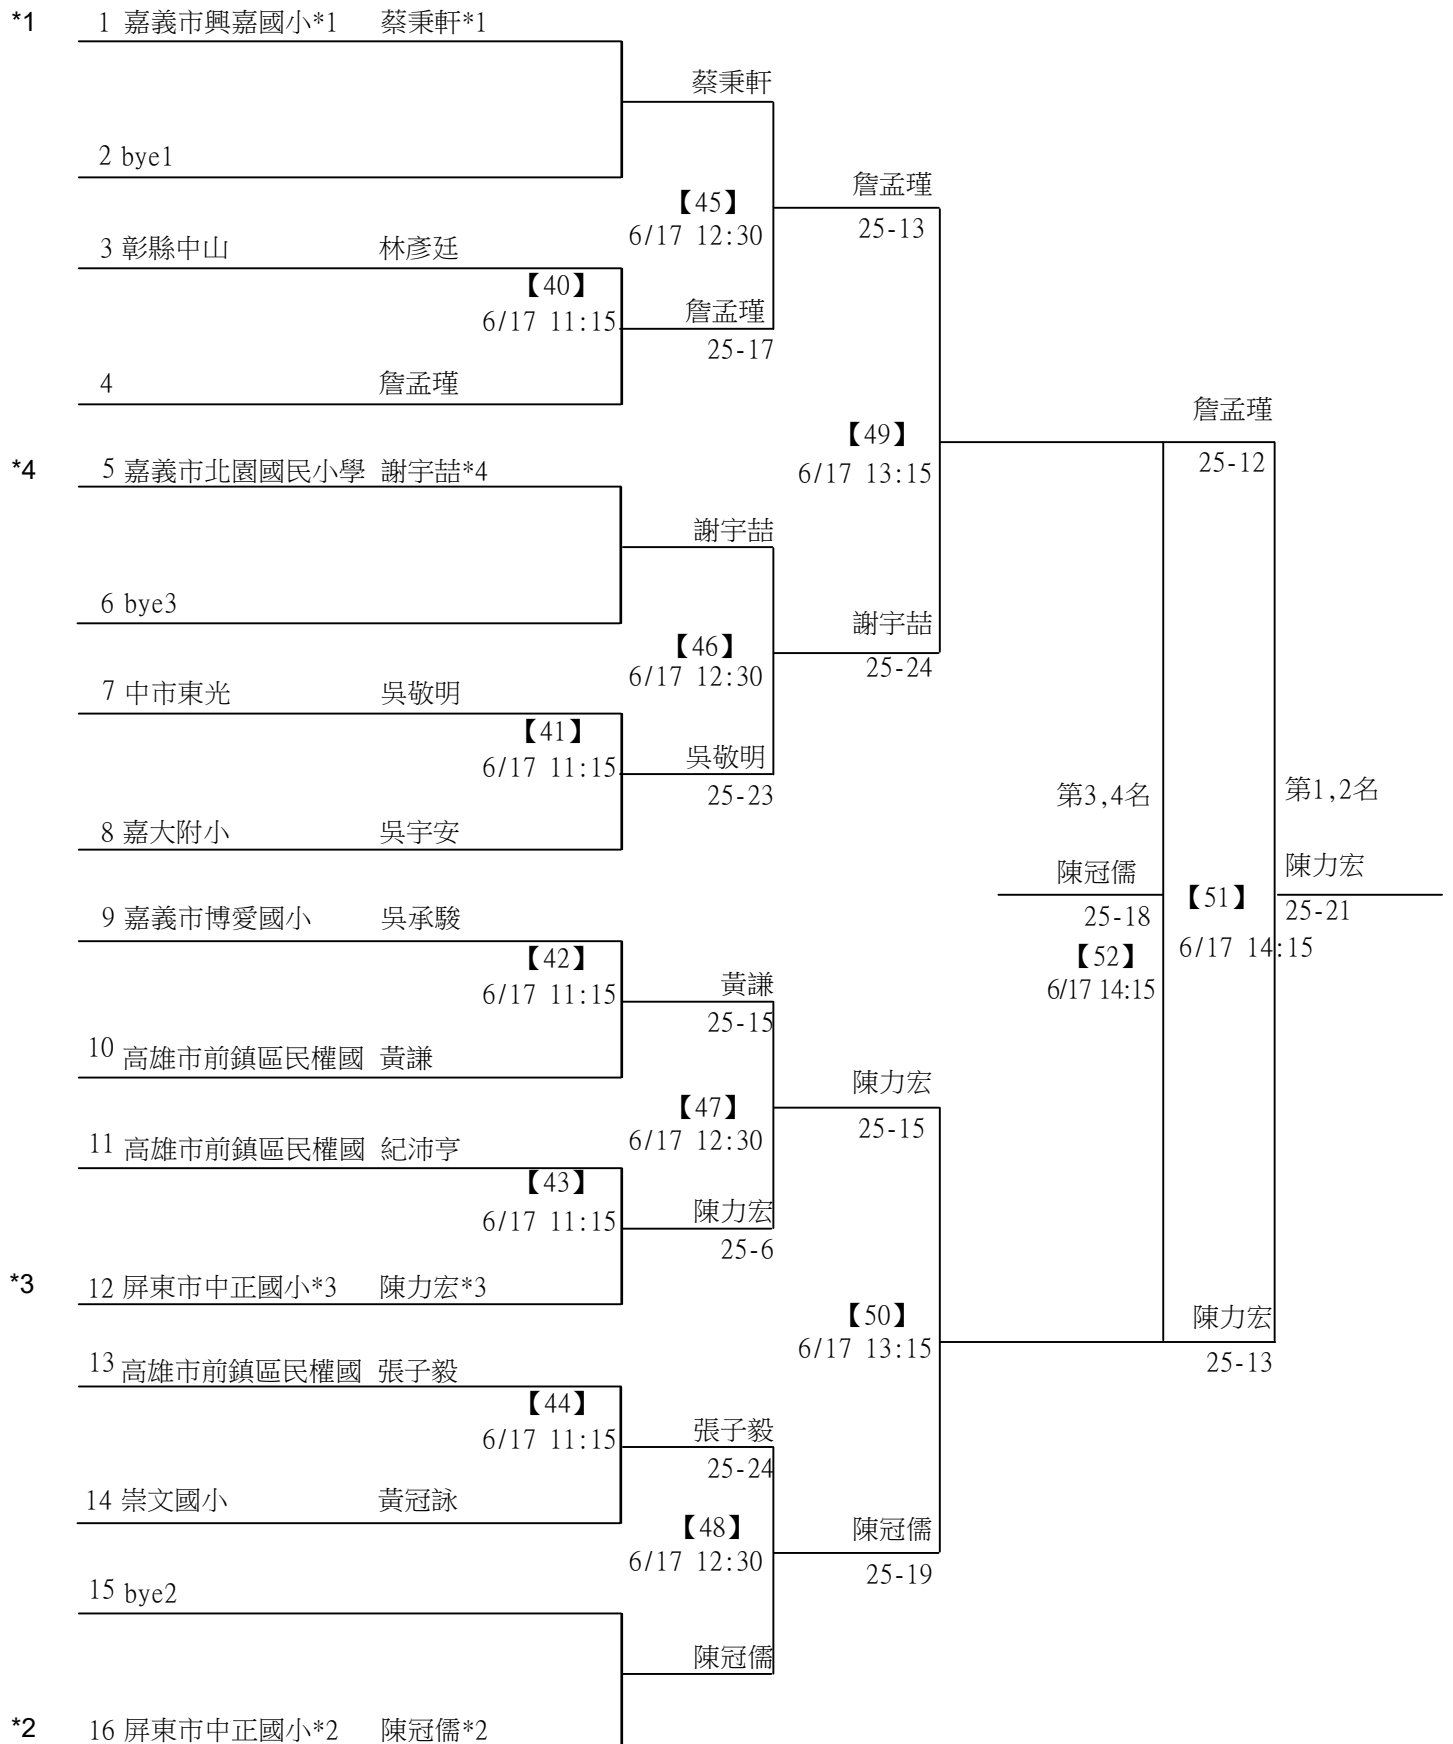 *1 1 嘉義市興嘉國小*1 蔡秉軒*1
蔡秉軒
2 bye1
【45】
6/17 12:30
詹孟瑾
25-13
3 彰縣中山 林彥廷
【40】
6/17 11:15
詹孟瑾
25-17
4 詹孟瑾
詹孟瑾
25-12
【49】
6/17 13:15
*4 5 嘉義市北園國民小學 謝宇喆*4
謝宇喆
6 bye3
【46】
6/17 12:30
謝宇喆
25-24
7 中市東光 吳敬明
【41】
6/17 11:15
吳敬明
25-23
8 嘉大附小 吳宇安
第3,4名
第1,2名
陳冠儒
25-18
【52】
6/17 14:15
【51】
6/17 14:15
陳力宏
25-21
9 嘉義市博愛國小 吳承駿
【42】
6/17 11:15
黃謙
25-15
10 高雄市前鎮區民權國 黃謙
【47】
6/17 12:30
陳力宏
25-15
11 高雄市前鎮區民權國 紀沛亨
【43】
6/17 11:15
陳力宏
25-6
*3 12 屏東市中正國小*3 陳力宏*3
【50】
6/17 13:15
陳力宏
25-13
13 高雄市前鎮區民權國 張子毅
【44】
6/17 11:15
張子毅
25-24
14 崇文國小 黃冠詠
【48】
6/17 12:30
陳冠儒
25-19
15 bye2
陳冠儒
*2 16 屏東市中正國小*2 陳冠儒*2